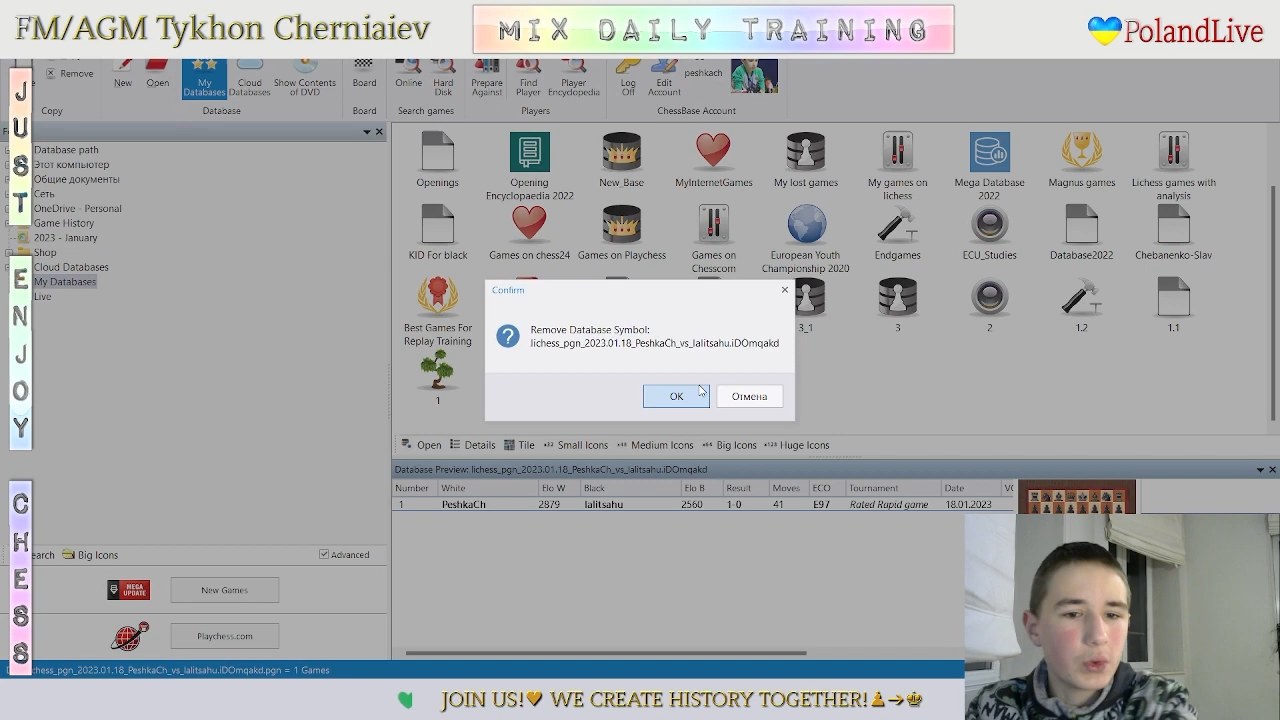 FM/AGM Tykhon Cherniaiev
MIX DAILY TRAINING
PolandLive
JUST
ENJOY
CHESS
Remove
Copy
New
Open
My Databases
Cloud Databases
Show Contents of DVD
Database
Board
Board
Online
Hard Disk
Search games
Prepare Against
Find Player
Player Encyclopedia
Players
Log Off
Edit Account
peshkach
ChessBase Account
Database path
Этот компьютер
Общие документы
Сеть
OneDrive - Personal
Game History
2023 - January
Shop
Cloud Databases
My Databases
Live
Openings
Opening Encyclopaedia 2022
New_Base
MyInternetGames
My lost games
My games on lichess
Mega Database 2022
Magnus games
Lichess games with analysis
KID For black
Games on chess24
Games on Playchess
Games on Chesscom
European Youth Championship 2020
Endgames
ECU_Studies
Database2022
Chebanenko-Slav
Best Games For Replay Training
3_1
3
2
1.2
1.1
1
Confirm
Remove Database Symbol:
lichess_pgn_2023.01.18_PeshkaCh_vs_lalitsahu.iDOmqakd
OK
Отмена
Open Details Tile Small Icons Medium Icons Big Icons Huge Icons
Database Preview: lichess_pgn_2023.01.18_PeshkaCh_vs_lalitsahu.iDOmqakd
Number White Elo W Black Elo B Result Moves ECO Tournament Date
1 PeshkaCh 2879 lalitsahu 2560 1-0 41 E97 Rated Rapid game 18.01.2023
Big Icons
Advanced
MEGA UPDATE
New Games
Playchess.com
chess_pgn_2023.01.18_PeshkaCh_vs_lalitsahu.iDOmqakd.pgn = 1 Games
JOIN US!🧡 WE CREATE HISTORY TOGETHER!♟→♚